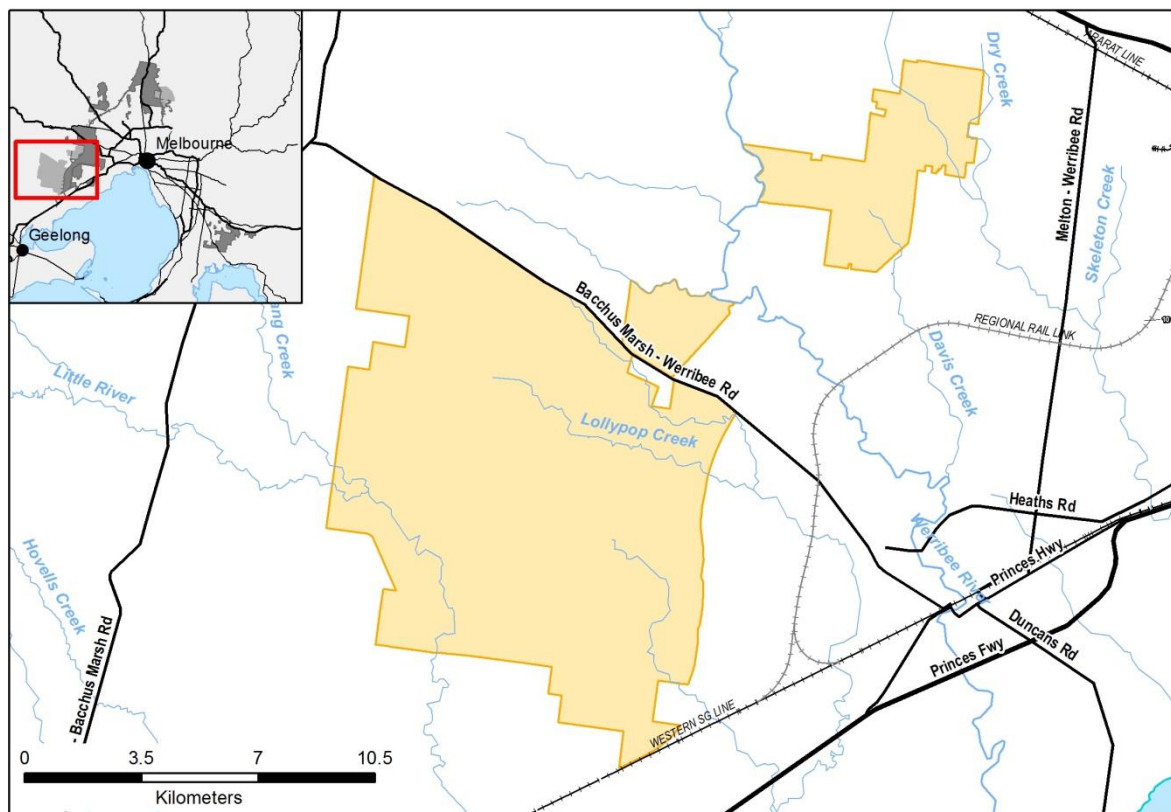 Melbourne
Geelong
Dry Creek
ARARAT LINE
Melton - Werribee Rd
Skeleton Creek
ang Creek
Little River
Bacchus Marsh - Werribee Rd
REGIONAL RAIL LINK
Davis Creek
Lollypop Creek
Heaths Rd
Hovells Creek
Werribee River
Princes Hwy
Duncans Rd
Princes Fwy
- Bacchus Marsh Rd
WESTERN SG LINE
0 3.5 7 10.5
Kilometers